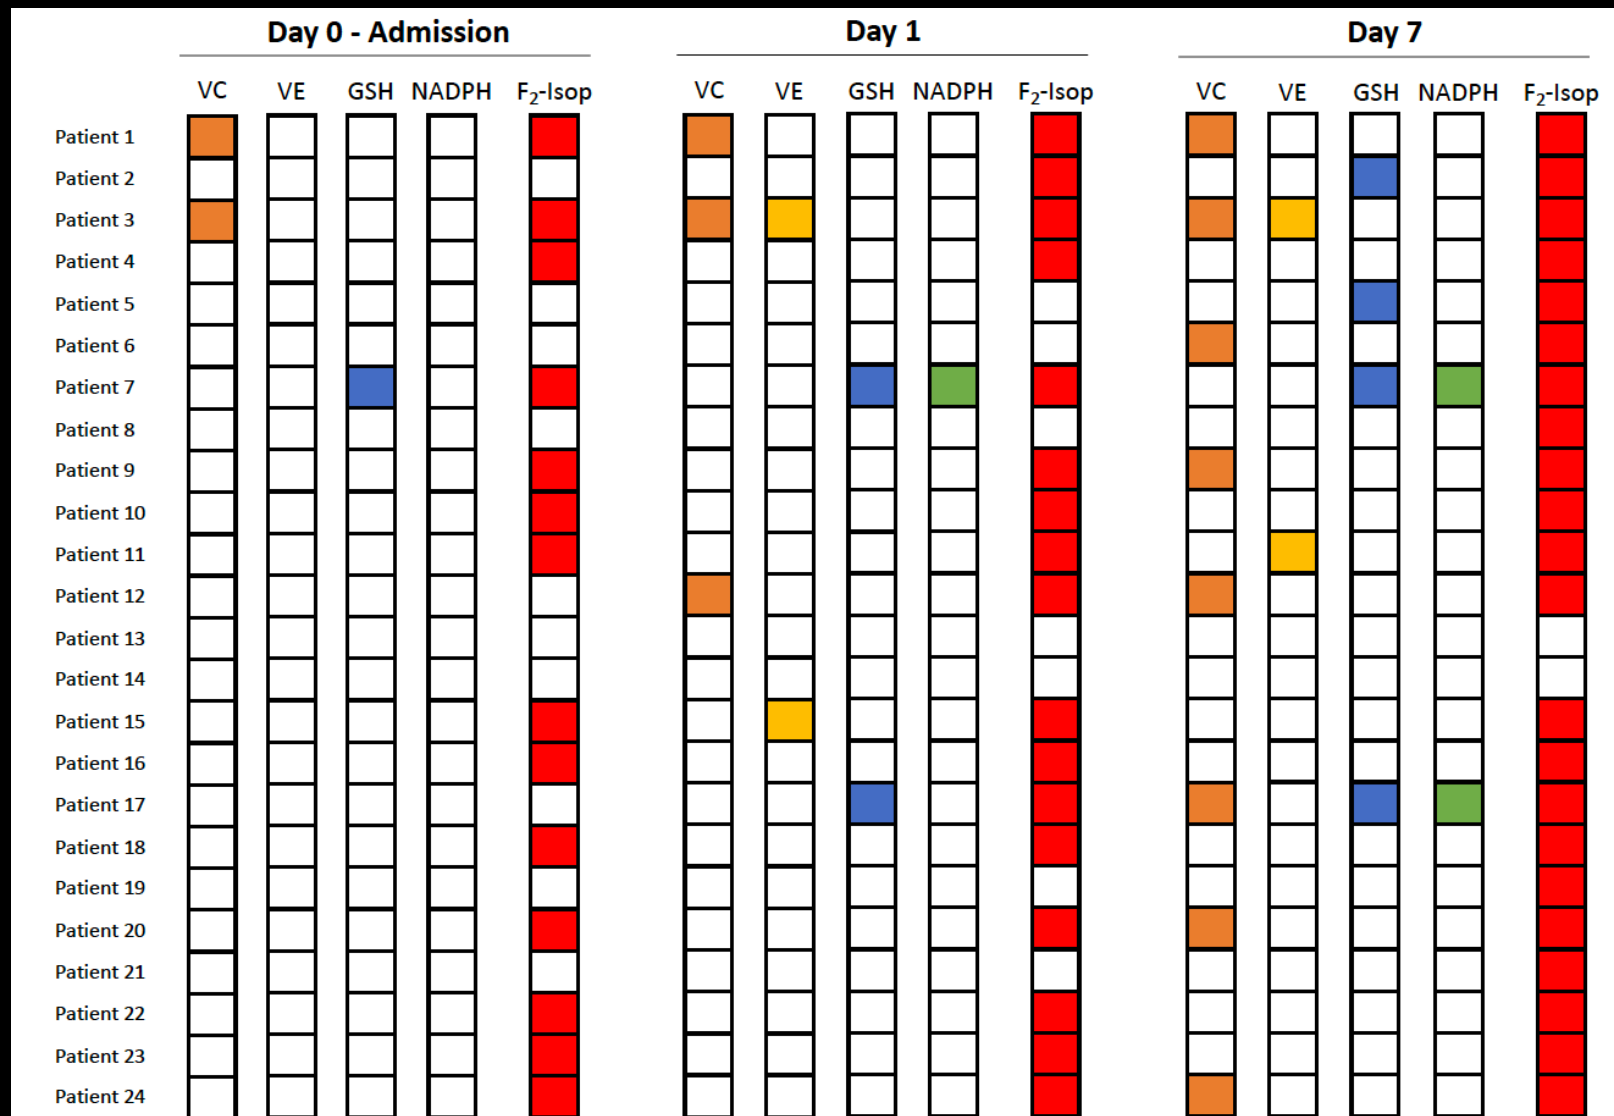 Day 0 - Admission Day 1 Day 7
VC VE GSH NADPH F₂-Isop VC VE GSH NADPH F₂-Isop VC VE GSH NADPH F₂-Isop
Patient 1
Patient 2
Patient 3
Patient 4
Patient 5
Patient 6
Patient 7
Patient 8
Patient 9
Patient 10
Patient 11
Patient 12
Patient 13
Patient 14
Patient 15
Patient 16
Patient 17
Patient 18
Patient 19
Patient 20
Patient 21
Patient 22
Patient 23
Patient 24